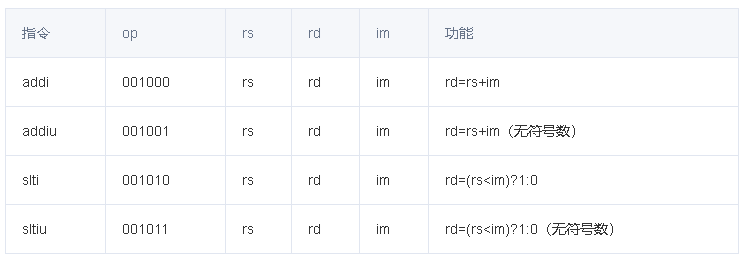 指令 op rs rd im 功能
addi 001000 rs rd im rd=rs+im
addiu 001001 rs rd im rd=rs+im（无符号数）
slti 001010 rs rd im rd=(rs<im)?1:0
sltiu 001011 rs rd im rd=(rs<im)?1:0（无符号数）